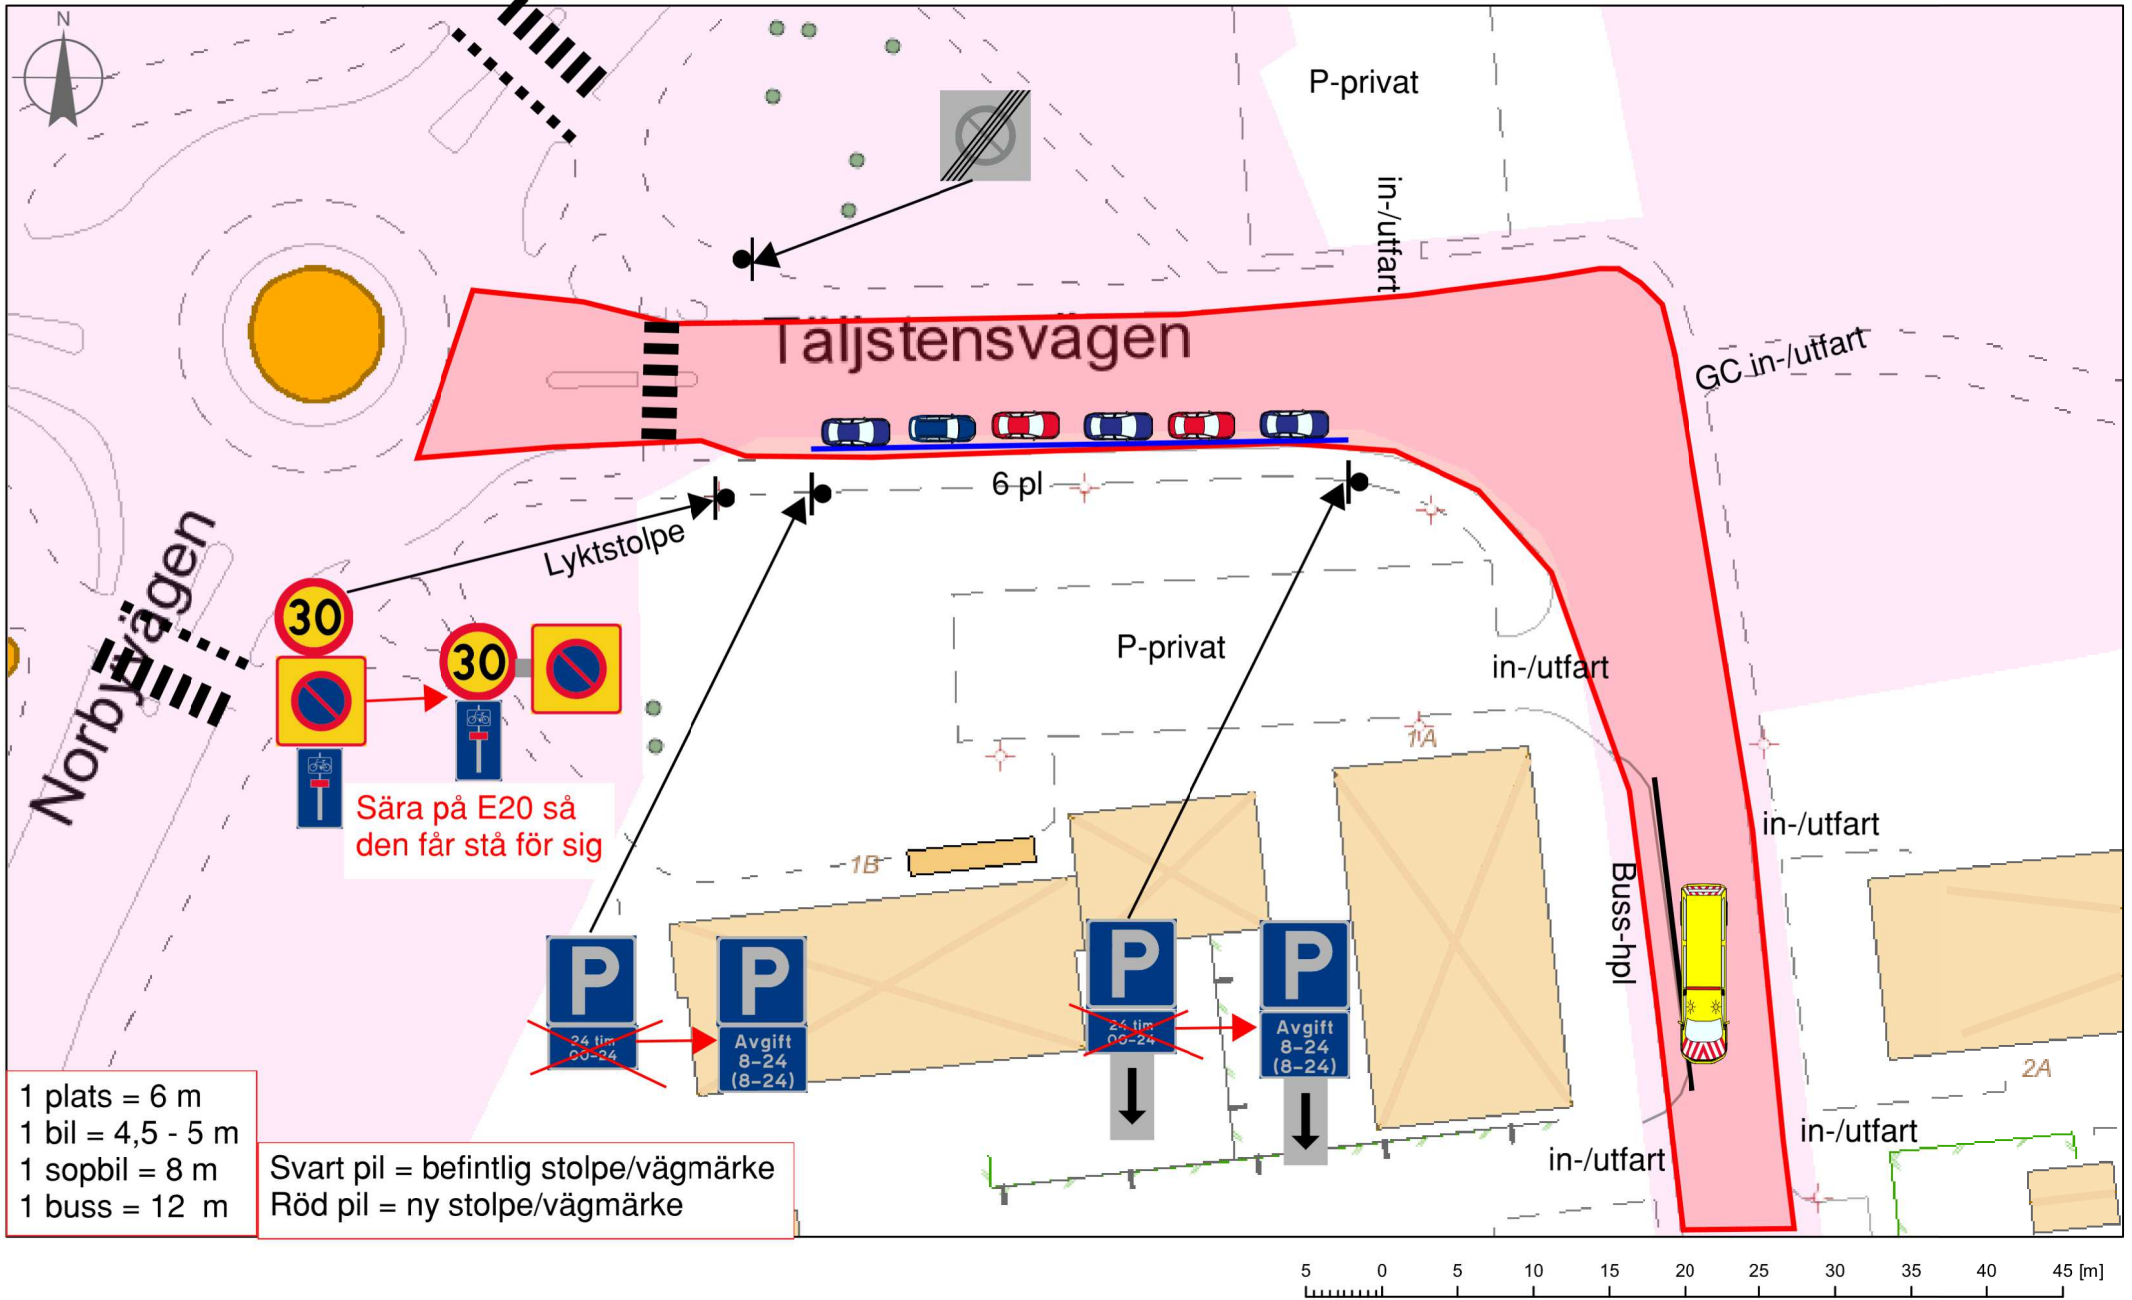 N
P-privat
in-/utfart
Täljstensvägen
GC in-/utfart
6 pl
Lyktstolpe
Norbyvägen
30
30
P-privat
in-/utfart
1A
Sära på E20 så
den får stå för sig
in-/utfart
1B
Buss-hpl
P
24 tim
00-24
P
Avgift
8-24
(8-24)
P
24 tim
00-24
P
Avgift
8-24
(8-24)
2A
in-/utfart
in-/utfart
1 plats = 6 m
1 bil = 4,5 - 5 m
1 sopbil = 8 m
1 buss = 12 m
Svart pil = befintlig stolpe/vägmärke
Röd pil = ny stolpe/vägmärke
5 0 5 10 15 20 25 30 35 40 45 [m]